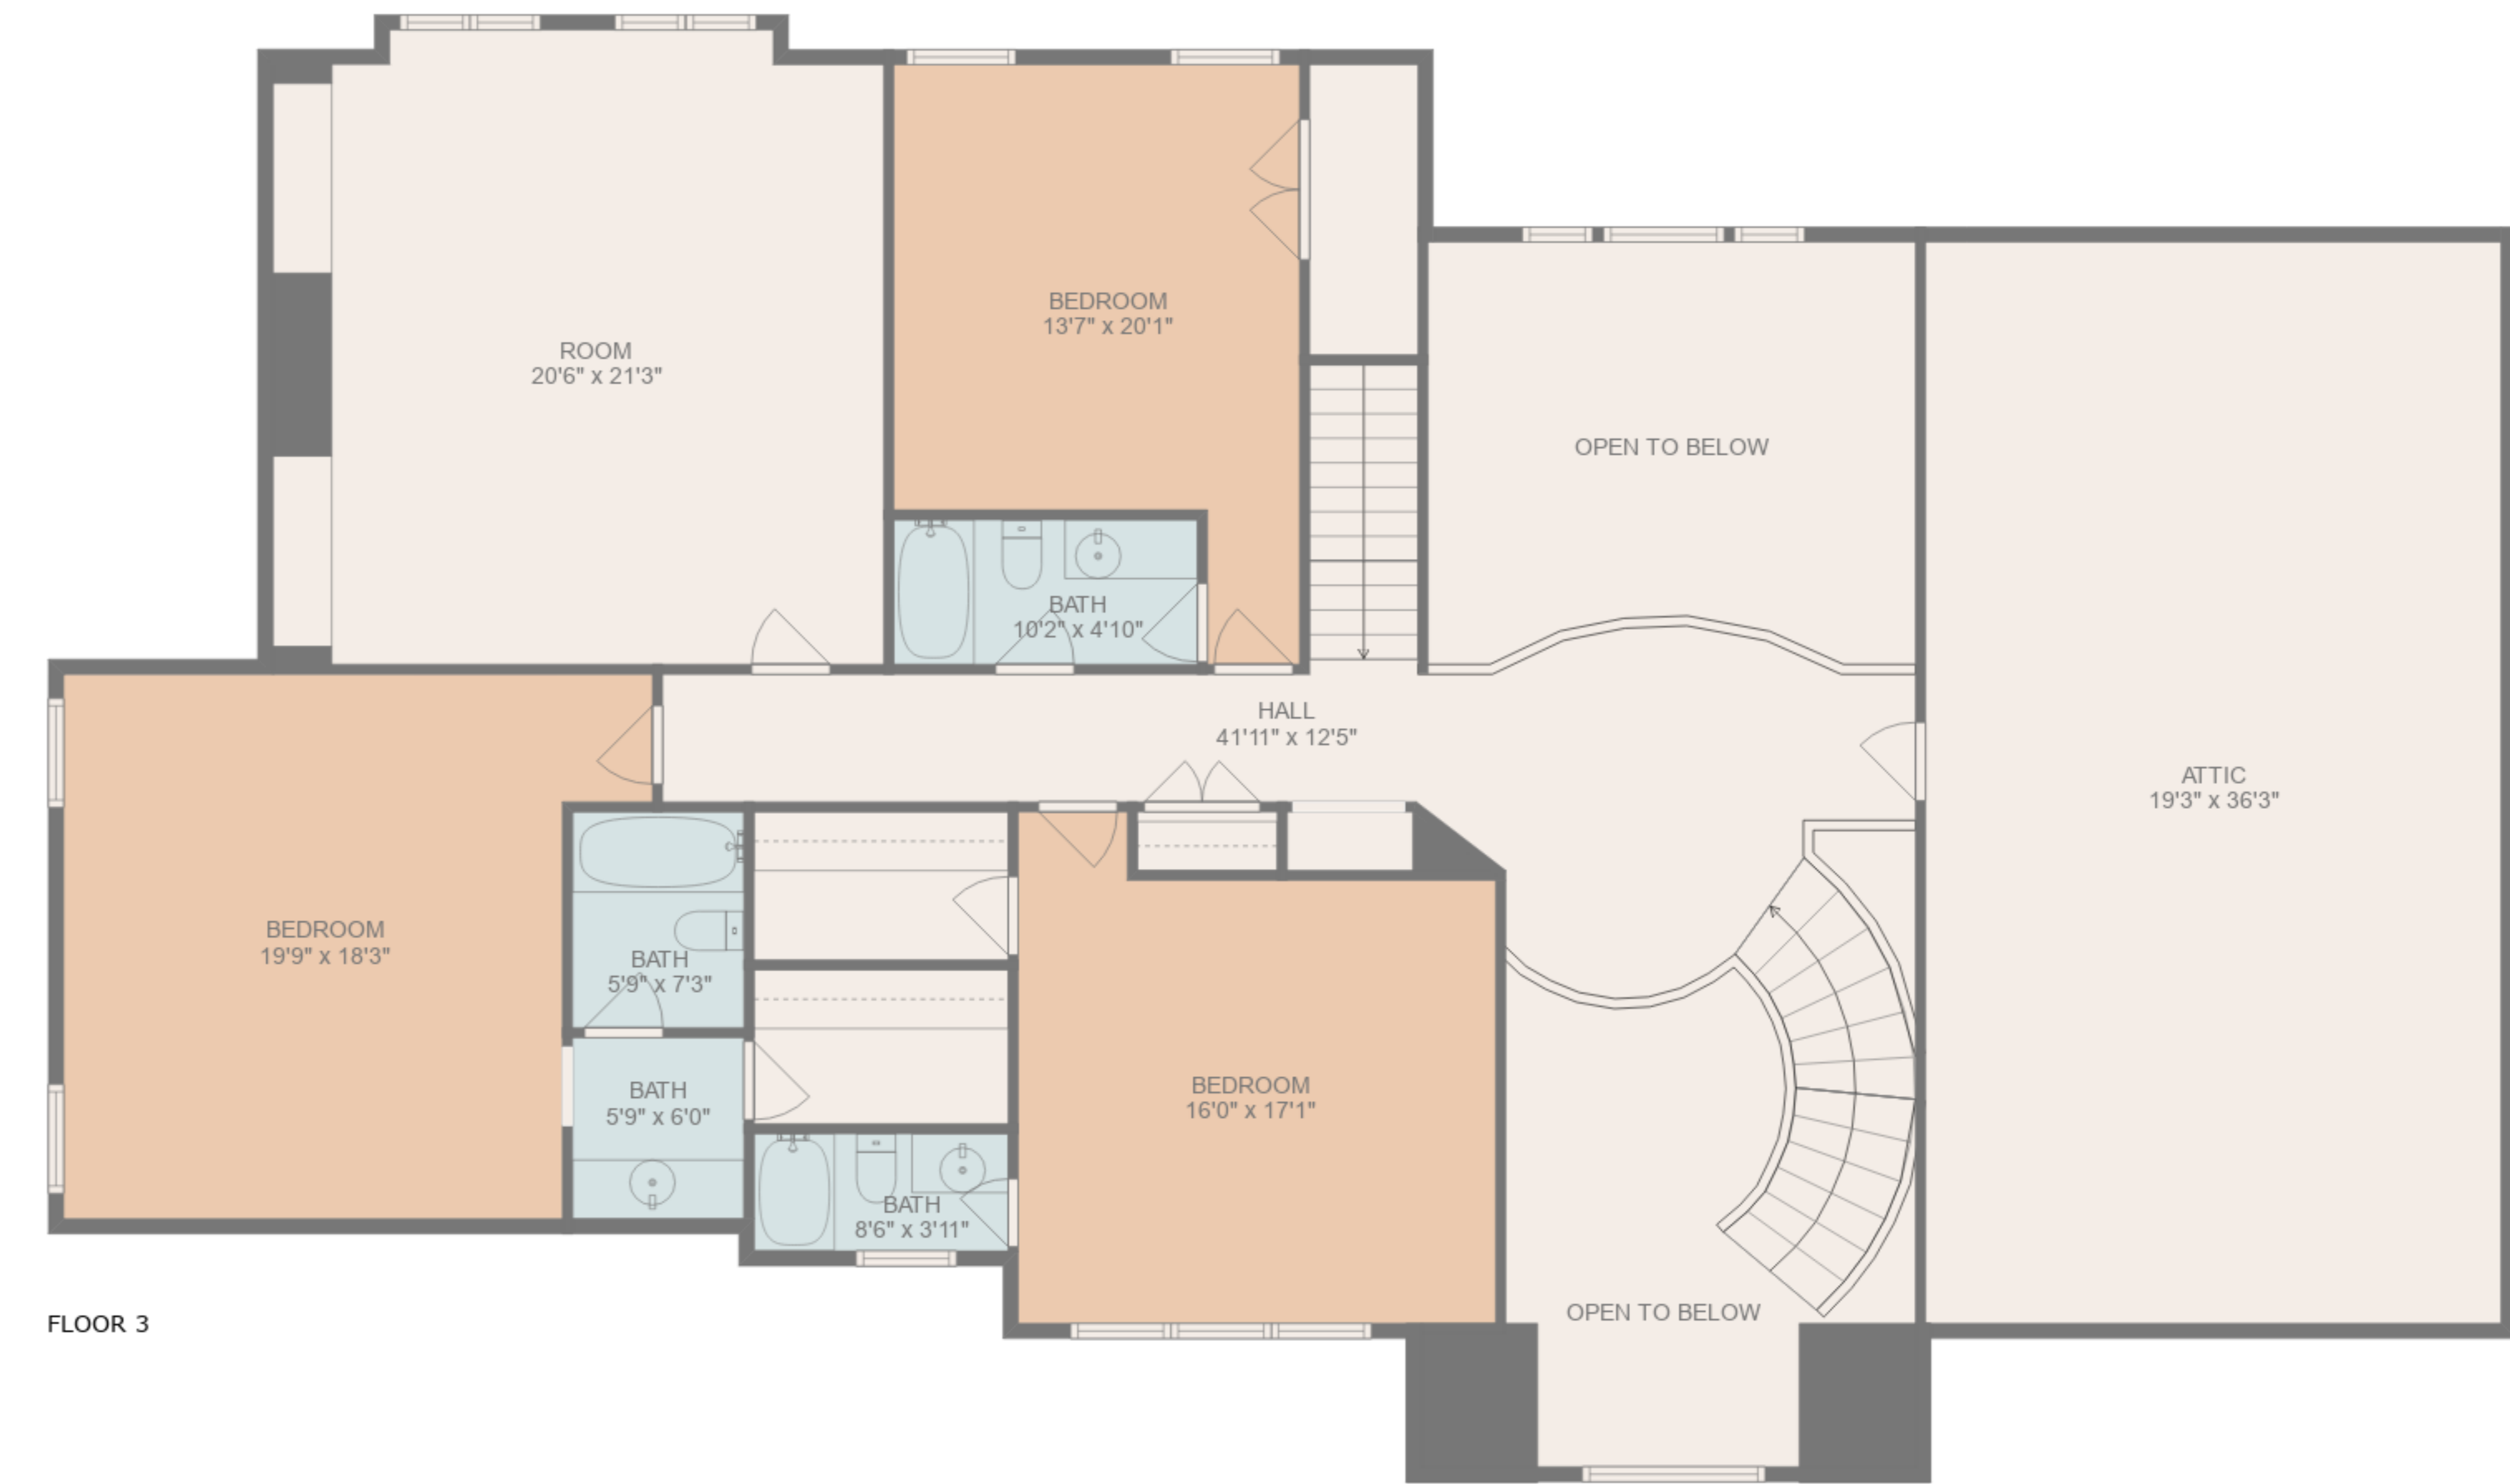 ROOM
20'6" x 21'3"
BEDROOM
13'7" x 20'1"
OPEN TO BELOW
BATH
10'2" x 4'10"
HALL
41'11" x 12'5"
ATTIC
19'3" x 36'3"
BEDROOM
19'9" x 18'3"
BATH
5'9" x 7'3"
BATH
5'9" x 6'0"
BEDROOM
16'0" x 17'1"
BATH
8'6" x 3'11"
OPEN TO BELOW
FLOOR 3